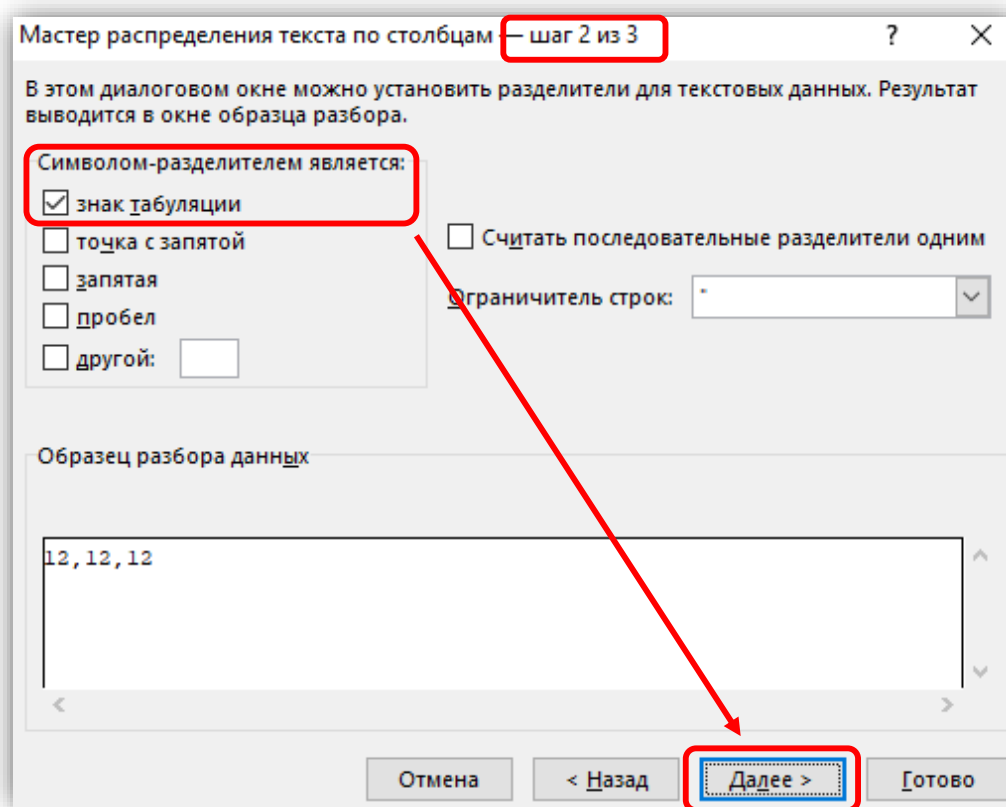 Мастер распределения текста по столбцам — шаг 2 из 3 ?
В этом диалоговом окне можно установить разделители для текстовых данных. Результат
выводится в окне образца разбора.
Символом-разделителем является:
знак табуляции
точка с запятой
запятая
пробел
другой:
Считать последовательные разделители одним
Ограничитель строк: "
Образец разбора данных
12,12,12
Отмена < Назад Далее > Готово